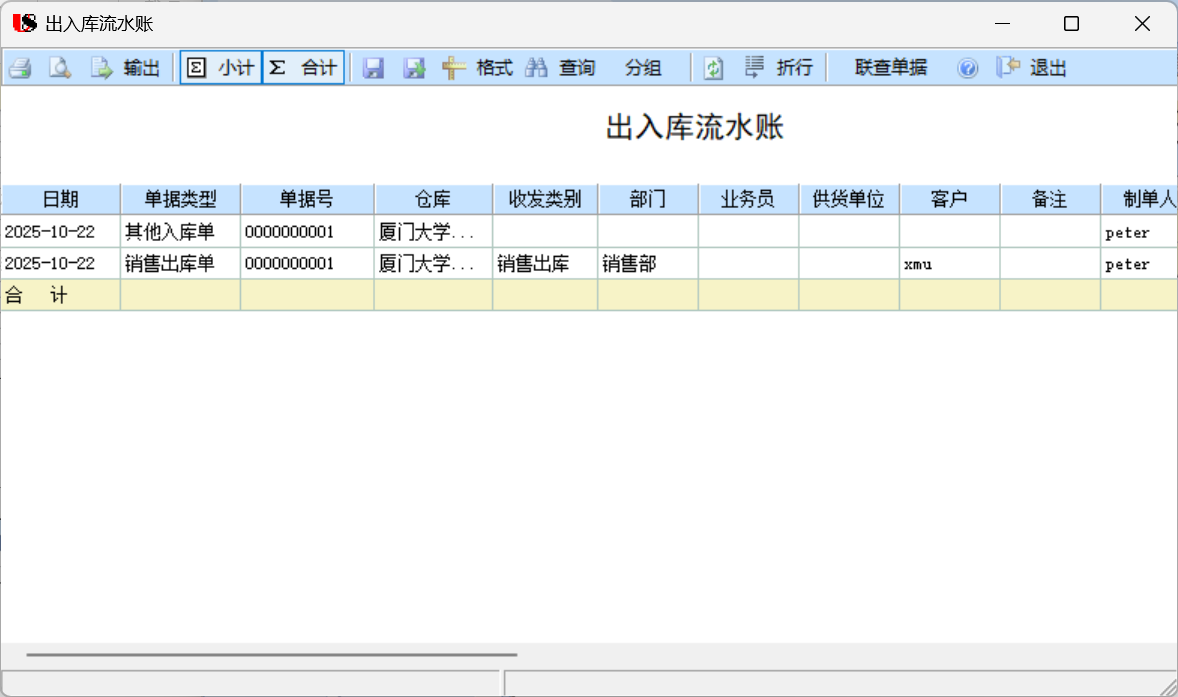 出入库流水账
输出 Σ 小计 Σ 合计 格式 查询 分组 折行 联查单据 ? 退出
出入库流水账
日期 单据类型 单据号 仓库 收发类别 部门 业务员 供货单位 客户 备注 制单人
2025-10-22 其他入库单 0000000001 厦门大学... peter
2025-10-22 销售出库单 0000000001 厦门大学... 销售出库 销售部 xmu peter
合 计